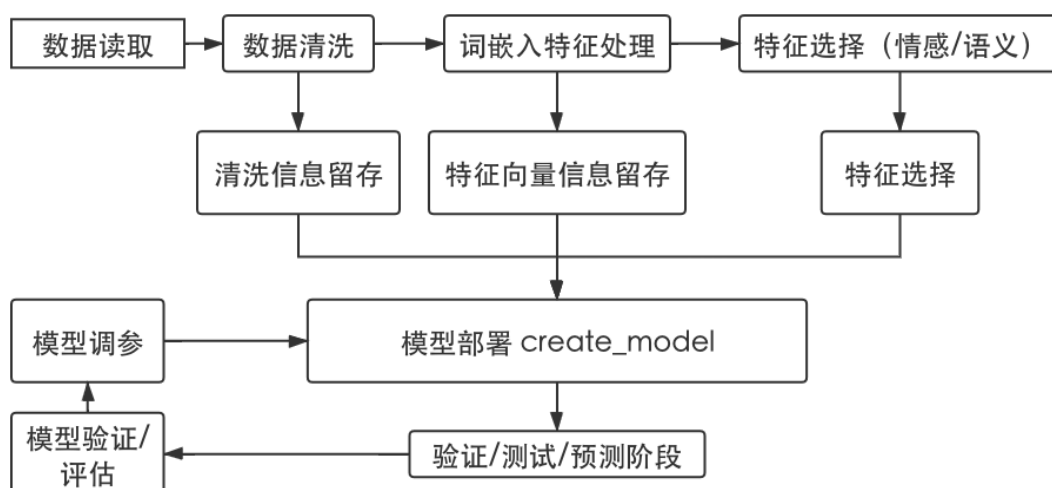 数据读取
数据清洗
词嵌入特征处理
特征选择（情感/语义）
清洗信息留存
特征向量信息留存
特征选择
模型调参
模型部署 create_model
模型验证/
评估
验证/测试/预测阶段